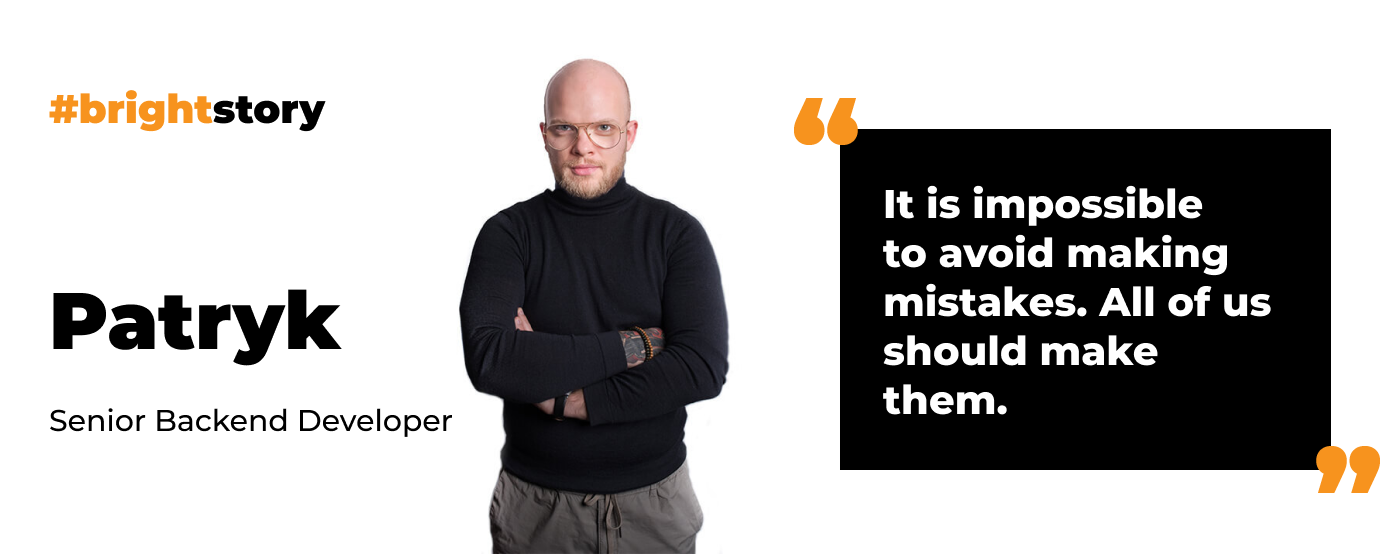 #brightstory
Patryk
Senior Backend Developer
“
It is impossible
to avoid making
mistakes. All of us
should make
them.
”